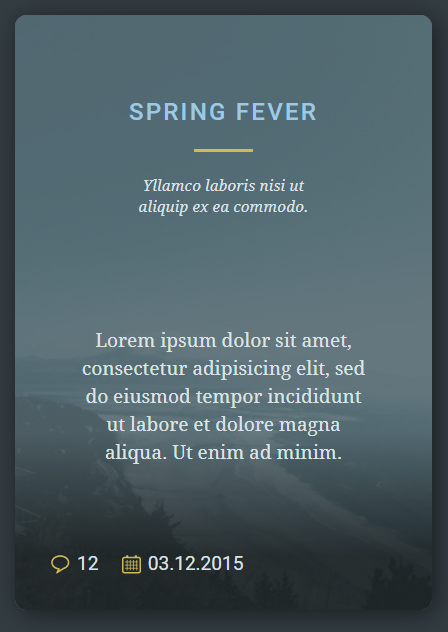 SPRING FEVER
Yllamco laboris nisi ut
aliquip ex ea commodo.
Lorem ipsum dolor sit amet,
consectetur adipisicing elit, sed
do eiusmod tempor incididunt
ut labore et dolore magna
aliqua. Ut enim ad minim.
12 03.12.2015